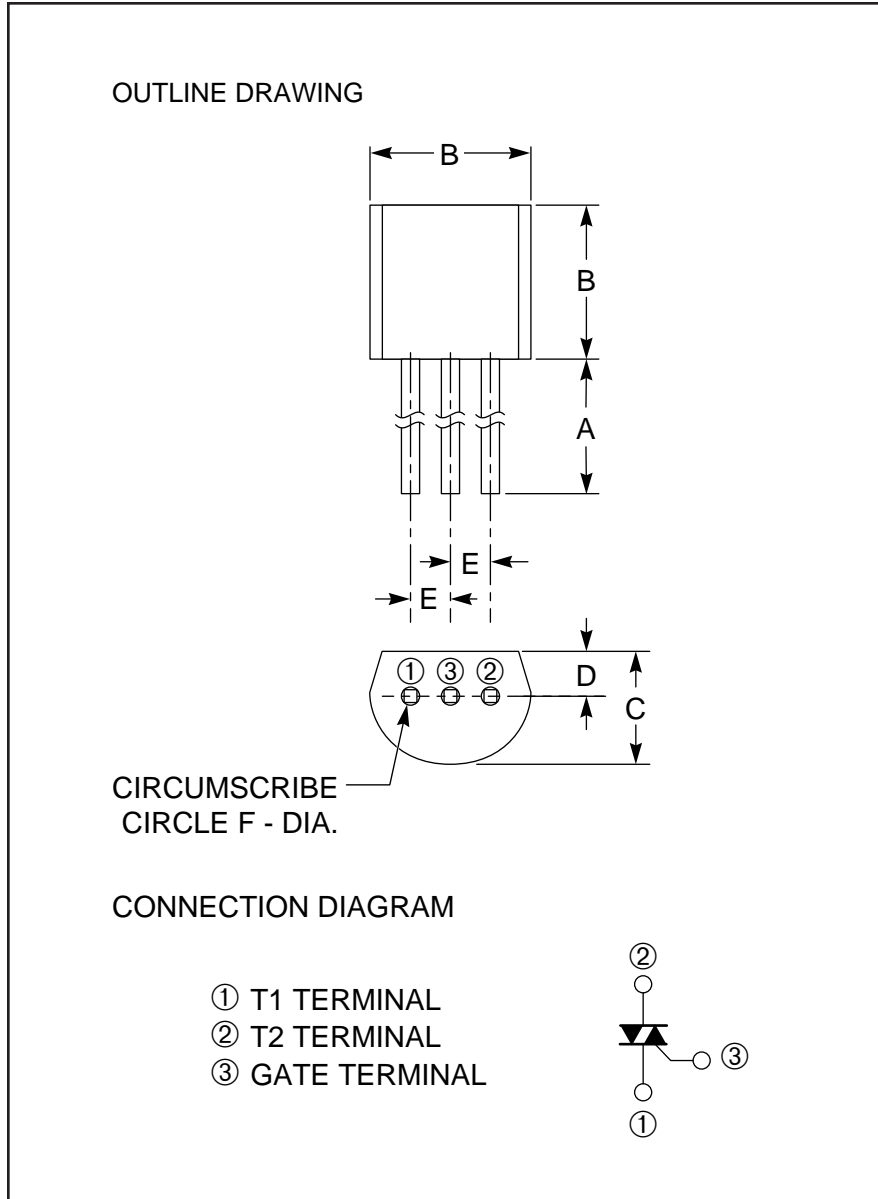 OUTLINE DRAWING
B
B
A
E
E
① ③ ②
D
C
CIRCUMSCRIBE
CIRCLE F - DIA.
CONNECTION DIAGRAM
②
① T1 TERMINAL
② T2 TERMINAL
③ GATE TERMINAL
③
①